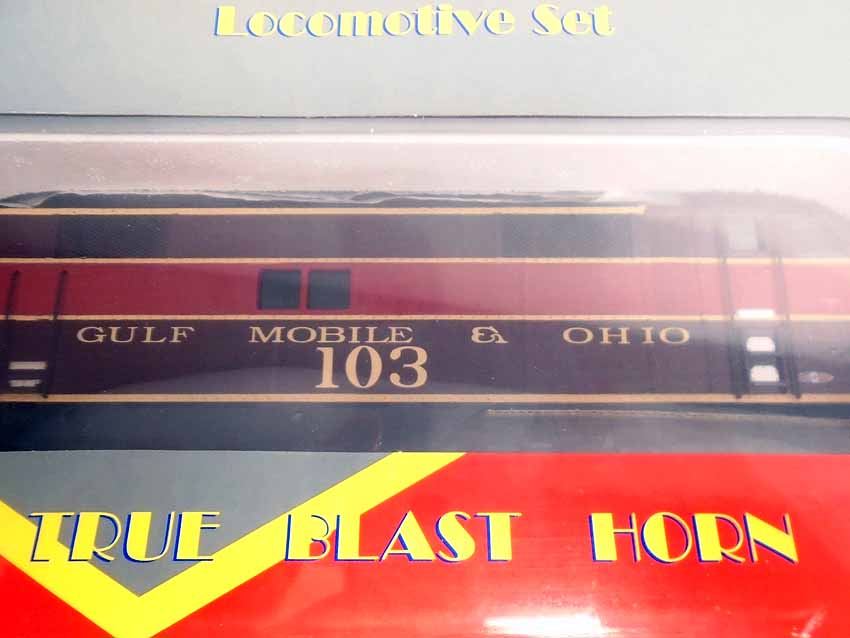 Locomotive Set
GULF MOBILE & OHIO
103
TRUE BLAST HORN